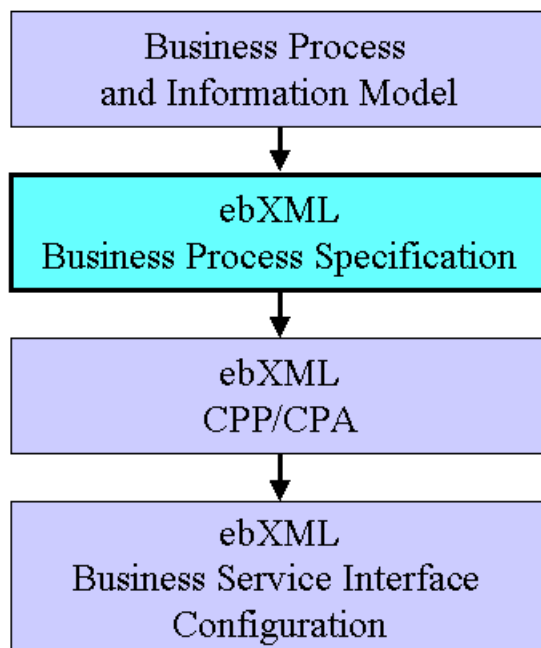 Business Process
and Information Model
ebXML
Business Process Specification
ebXML
CPP/CPA
ebXML
Business Service Interface
Configuration